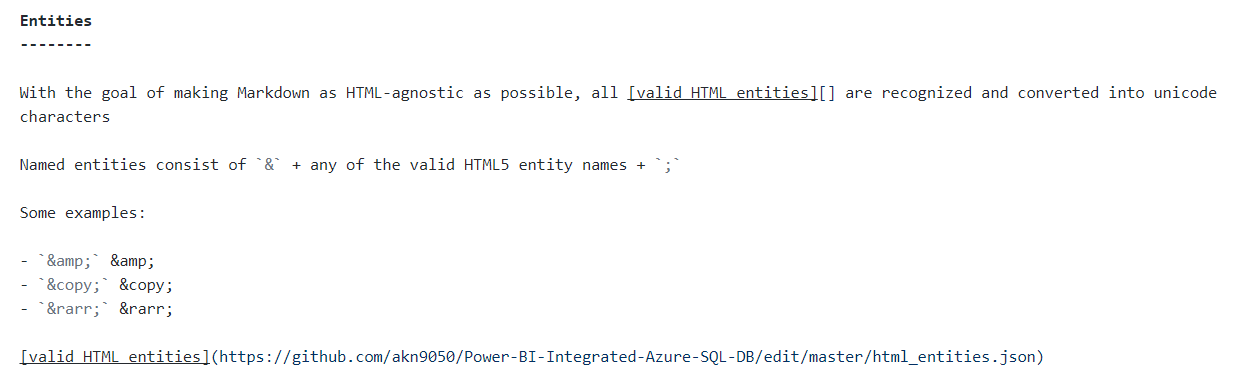 Entities
--------
With the goal of making Markdown as HTML-agnostic as possible, all [valid HTML entities][] are recognized and converted into unicode
characters
Named entities consist of `&` + any of the valid HTML5 entity names + `;`
Some examples:
- `&amp;` &amp;
- `&copy;` &copy;
- `&rarr;` &rarr;
[valid HTML entities](https://github.com/akn9050/Power-BI-Integrated-Azure-SQL-DB/edit/master/html_entities.json)